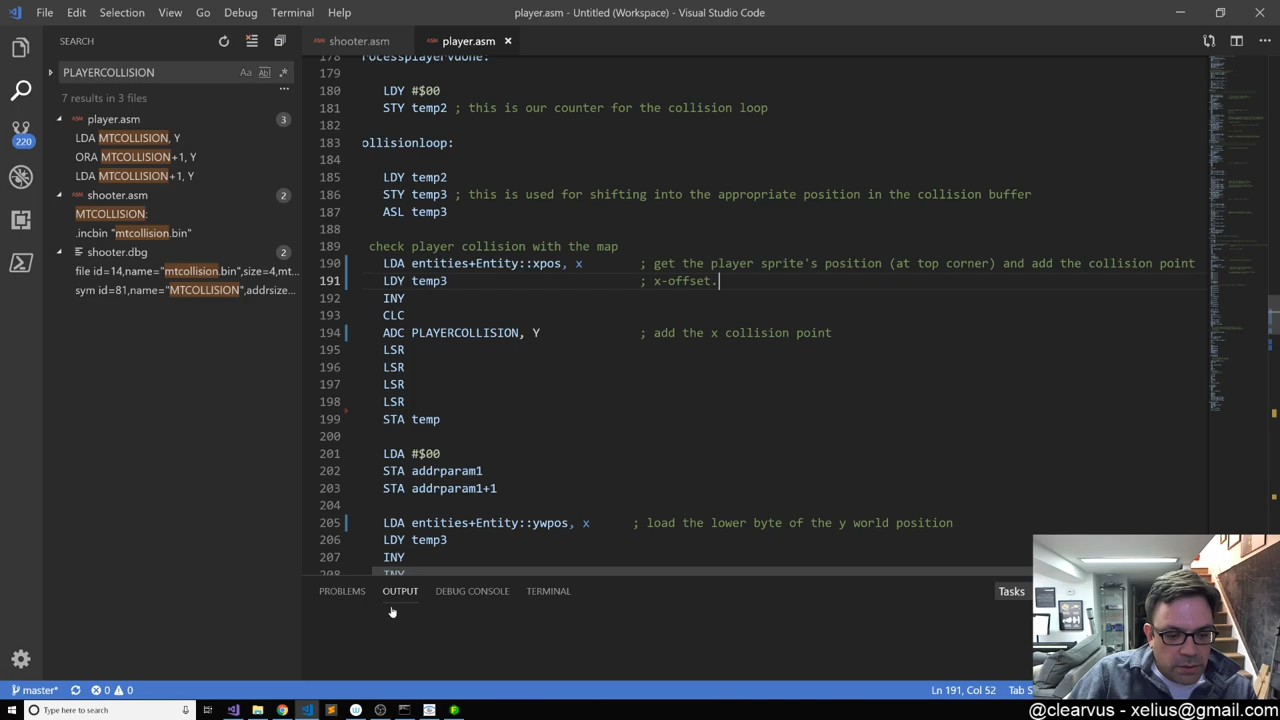 File Edit Selection View Go Debug Terminal Help
player.asm - Untitled (Workspace) - Visual Studio Code
SEARCH
PLAYERCOLLISION
Aa Abl .*
7 results in 3 files
player.asm 3
LDA MTCOLLISION, Y
ORA MTCOLLISION+1, Y
LDA MTCOLLISION+1, Y
shooter.asm 2
MTCOLLISION:
.incbin "mtcollision.bin"
shooter.dbg 2
file id=14,name="mtcollision.bin",size=4,mt...
sym id=81,name="MTCOLLISION",addrsize...
220
shooter.asm
player.asm
178 rocessplayervdone:
179
180 LDY #$00
181 STY temp2 ; this is our counter for the collision loop
182
183 ollisionloop:
184
185 LDY temp2
186 STY temp3 ; this is used for shifting into the appropriate position in the collision buffer
187 ASL temp3
188
189 check player collision with the map
190 LDA entities+Entity::xpos, x ; get the player sprite's position (at top corner) and add the collision point
191 LDY temp3 ; x-offset.
192 INY
193 CLC
194 ADC PLAYERCOLLISION, Y ; add the x collision point
195 LSR
196 LSR
197 LSR
198 LSR
199 STA temp
200
201 LDA #$00
202 STA addrparam1
203 STA addrparam1+1
204
205 LDA entities+Entity::ywpos, x ; load the lower byte of the y world position
206 LDY temp3
207 INY
208 INY
PROBLEMS OUTPUT DEBUG CONSOLE TERMINAL
Tasks
master* 0 0
Ln 191, Col 52 Tab S
Type here to search
@clearvus - xelius@gmail.com